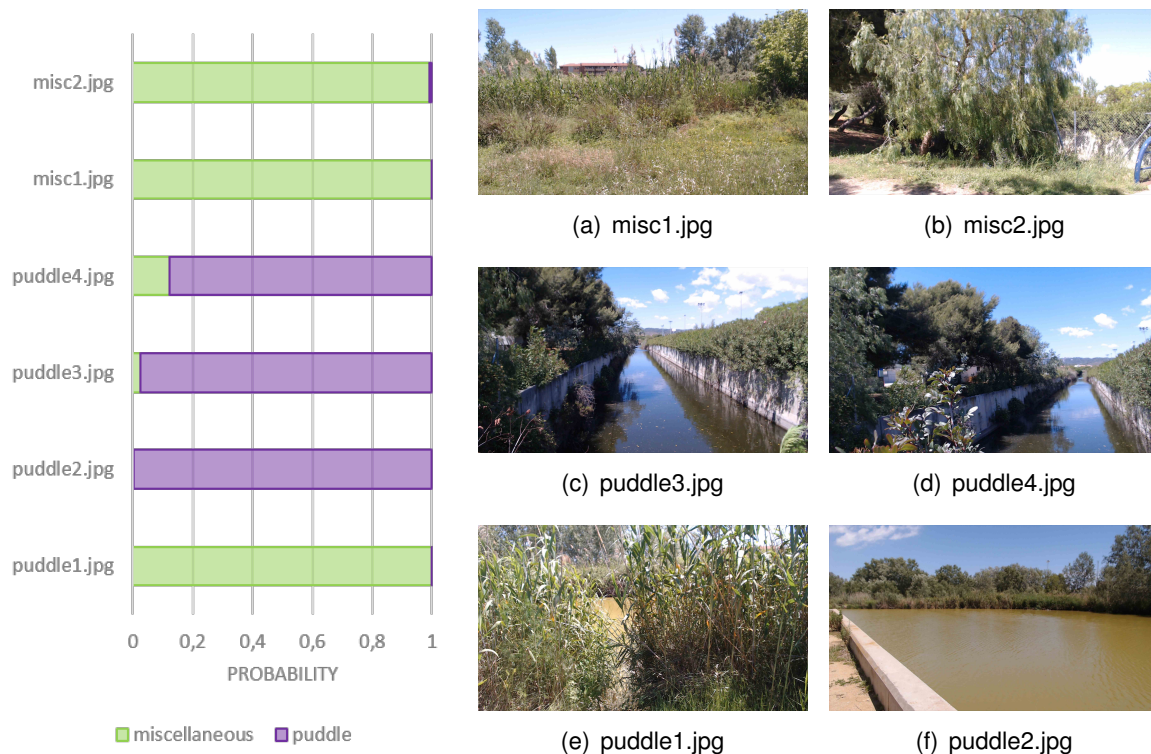 misc2.jpg
misc1.jpg
puddle4.jpg
puddle3.jpg
puddle2.jpg
puddle1.jpg
0 0,2 0,4 0,6 0,8 1
PROBABILITY
miscellaneous puddle
(a) misc1.jpg
(b) misc2.jpg
(c) puddle3.jpg
(d) puddle4.jpg
(e) puddle1.jpg
(f) puddle2.jpg